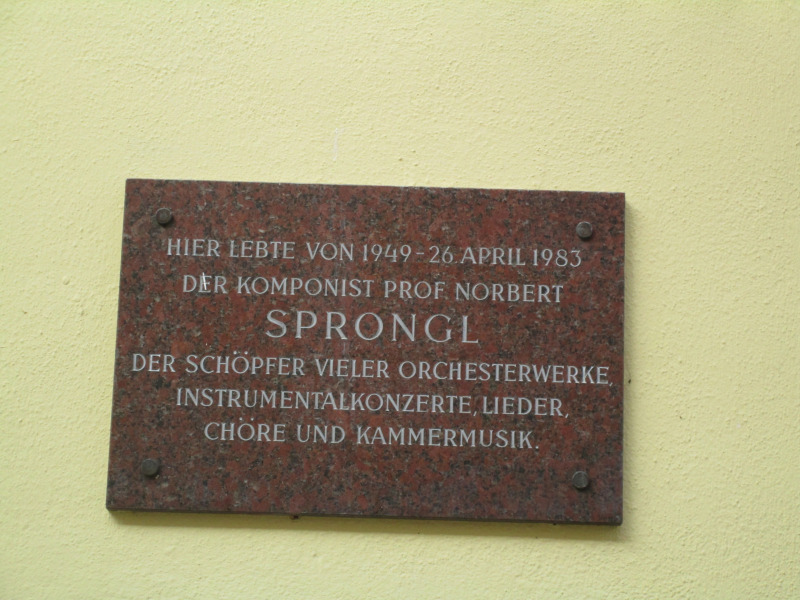 HIER LEBTE VON 1949-26. APRIL 1983
DER KOMPONIST PROF. NORBERT
SPRONGL
DER SCHÖPFER VIELER ORCHESTERWERKE,
INSTRUMENTALKONZERTE, LIEDER,
CHÖRE UND KAMMERMUSIK.